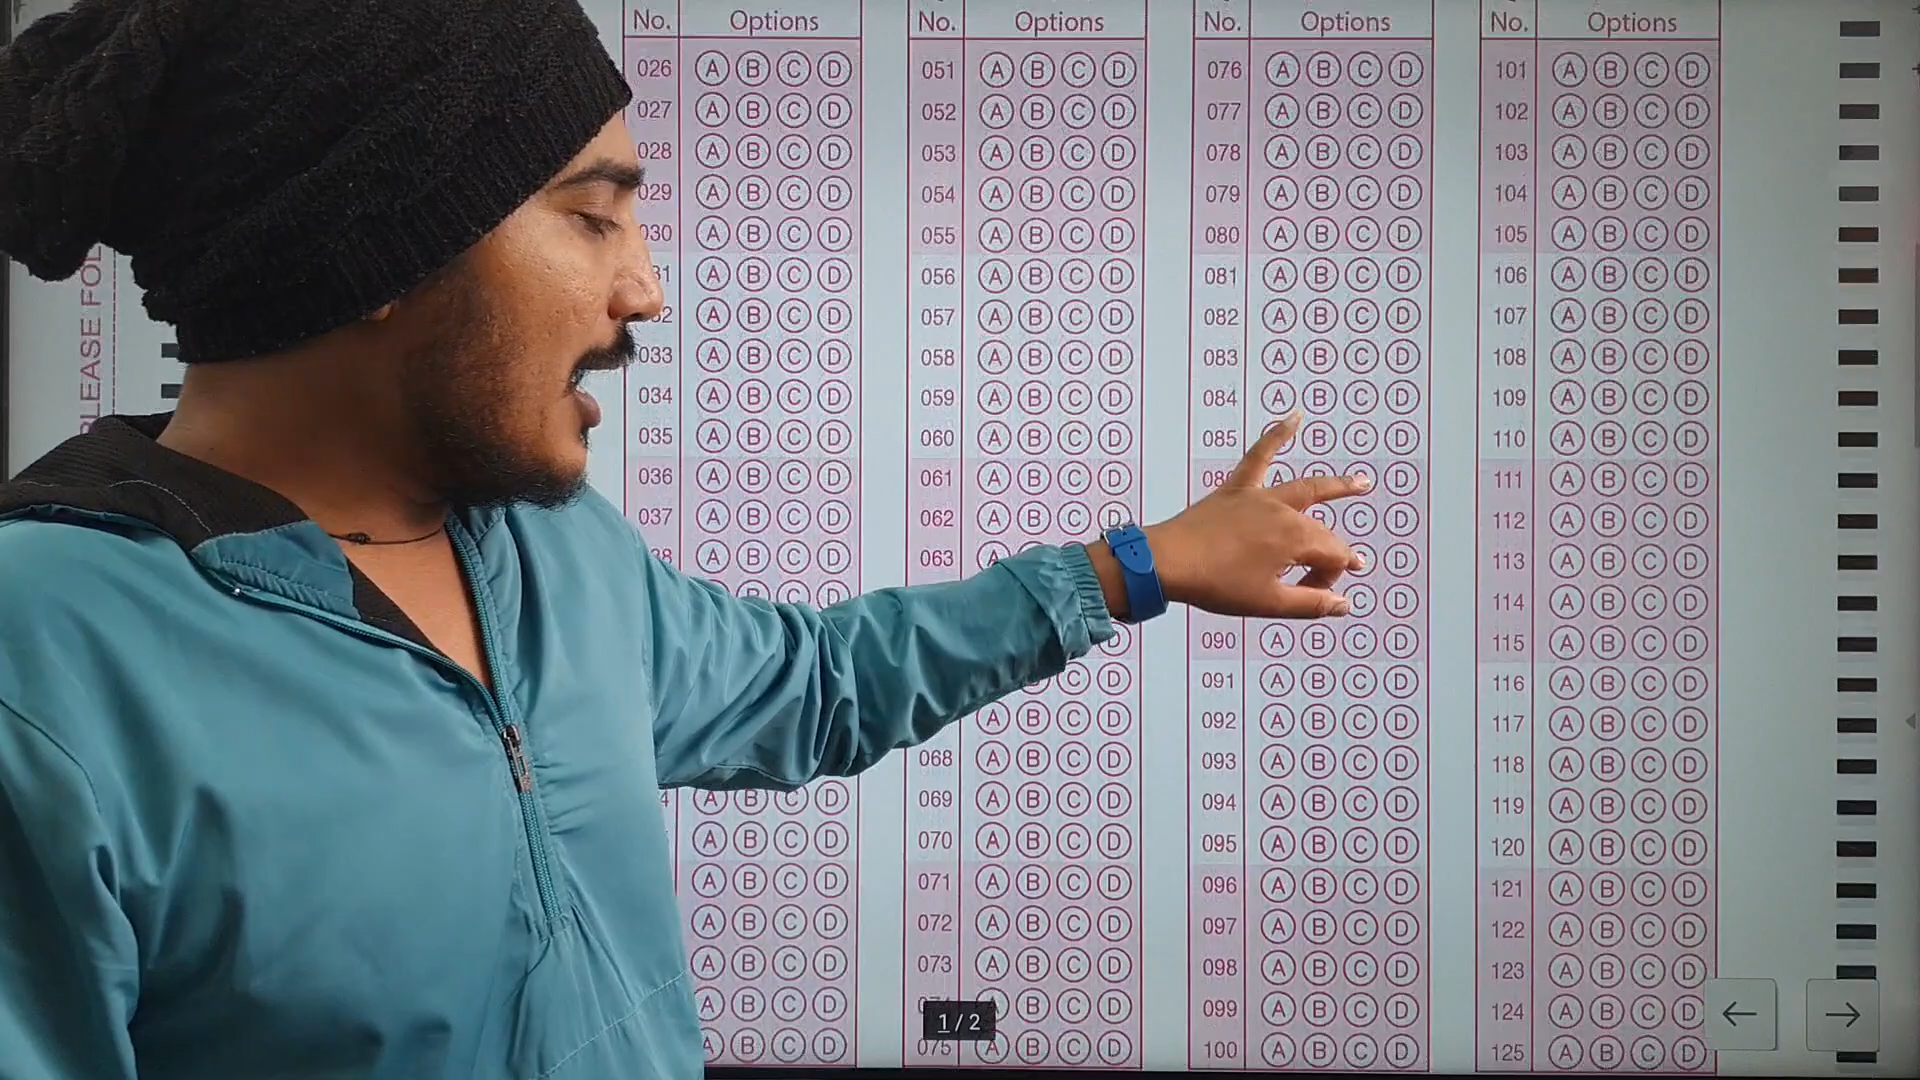 PLEASE FOL
No. Options
026 A B C D
027 A B C D
028 A B C D
029 A B C D
030 A B C D
A B C D
A B C D
033 A B C D
034 A B C D
035 A B C D
036 A B C D
037 A B C D
A B C D
B C D
A B C D
A B C D
A B C D
A B C D
A B C D
A B C D
A B C D
No. Options
051 A B C D
052 A B C D
053 A B C D
054 A B C D
055 A B C D
056 A B C D
057 A B C D
058 A B C D
059 A B C D
060 A B C D
061 A B C D
062 A B C D
063 A
D
C D
A B C D
068 A B C D
069 A B C D
070 A B C D
071 A B C D
072 A B C D
073 A B C D
A B C D
075 A B C D
No. Options
076 A B C D
077 A B C D
078 A B C D
079 A B C D
080 A B C D
081 A B C D
082 A B C D
083 A B C D
084 A B C D
085 B C D
A B D
B C D
C D
C D
090 A B C D
091 A B C D
092 A B C D
093 A B C D
094 A B C D
095 A B C D
096 A B C D
097 A B C D
098 A B C D
099 A B C D
100 A B C D
No. Options
101 A B C D
102 A B C D
103 A B C D
104 A B C D
105 A B C D
106 A B C D
107 A B C D
108 A B C D
109 A B C D
110 A B C D
111 A B C D
112 A B C D
113 A B C D
114 A B C D
115 A B C D
116 A B C D
117 A B C D
118 A B C D
119 A B C D
120 A B C D
121 A B C D
122 A B C D
123 A B C D
124 A B C D
125 A B C D
1 / 2